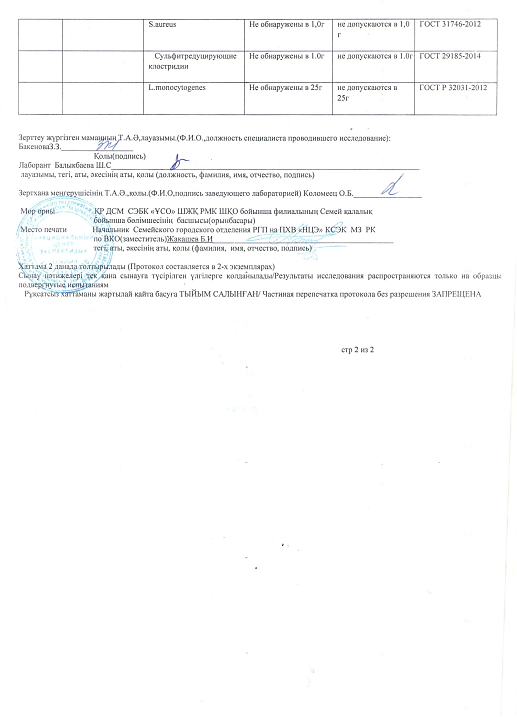 S.aureus Не обнаружены в 1,0г не допускаются в 1,0 г ГОСТ 31746-2012
Сульфитредуцирующие клостридии Не обнаружены в 1.0г не допускаются в 1.0г ГОСТ 29185-2014
L.monocytogenes Не обнаружены в 25г не допускаются в 25г ГОСТ Р 32031-2012
Зерттеу жүргізген маманның Т.А.Ә,лауазымы.(Ф.И.О.,должность специалиста проводившего исследование):
БакеноваЗ.З.
Қолы(подпись)
Лаборант Балыкбаева Ш.С
лауазымы, тегі, аты, әкесінің аты, қолы (должность, фамилия, имя, отчество, подпись)
Зертхана меңгерушісінің Т.А.Ә.,қолы.(Ф.И.О,подпись заведующего лабораторией) Коломеец О.Б.
Мөр орны ҚР ДСМ СЭБК «ҰСО» ШЖҚ РМК ШҚО бойынша филиалының Семей қалалық
бойынша бөлімшесінің басшысы(орынбасары)
Место печати Начальник Семейского городского отделения РГП на ПХВ «НЦЭ» КСЭК МЗ РК
по ВКО(заместитель)Жакашев Б.И
тегі, аты, әкесінің аты, қолы (фамилия, имя, отчество, подпись)
Хаттама 2 данада толтырылады (Протокол составляется в 2-х экземплярах)
Сынау нәтижелері тек қана сынауға түсірілген үлгілерге қолданылады/Результаты исследования распространяются только на образцы
подвергнутые испытаниям
Рұқсатсыз хаттаманы жартылай қайта басуға ТЫЙЫМ САЛЫНҒАН/ Частичная перепечатка протокола без разрешения ЗАПРЕЩЕНА
стр 2 из 2